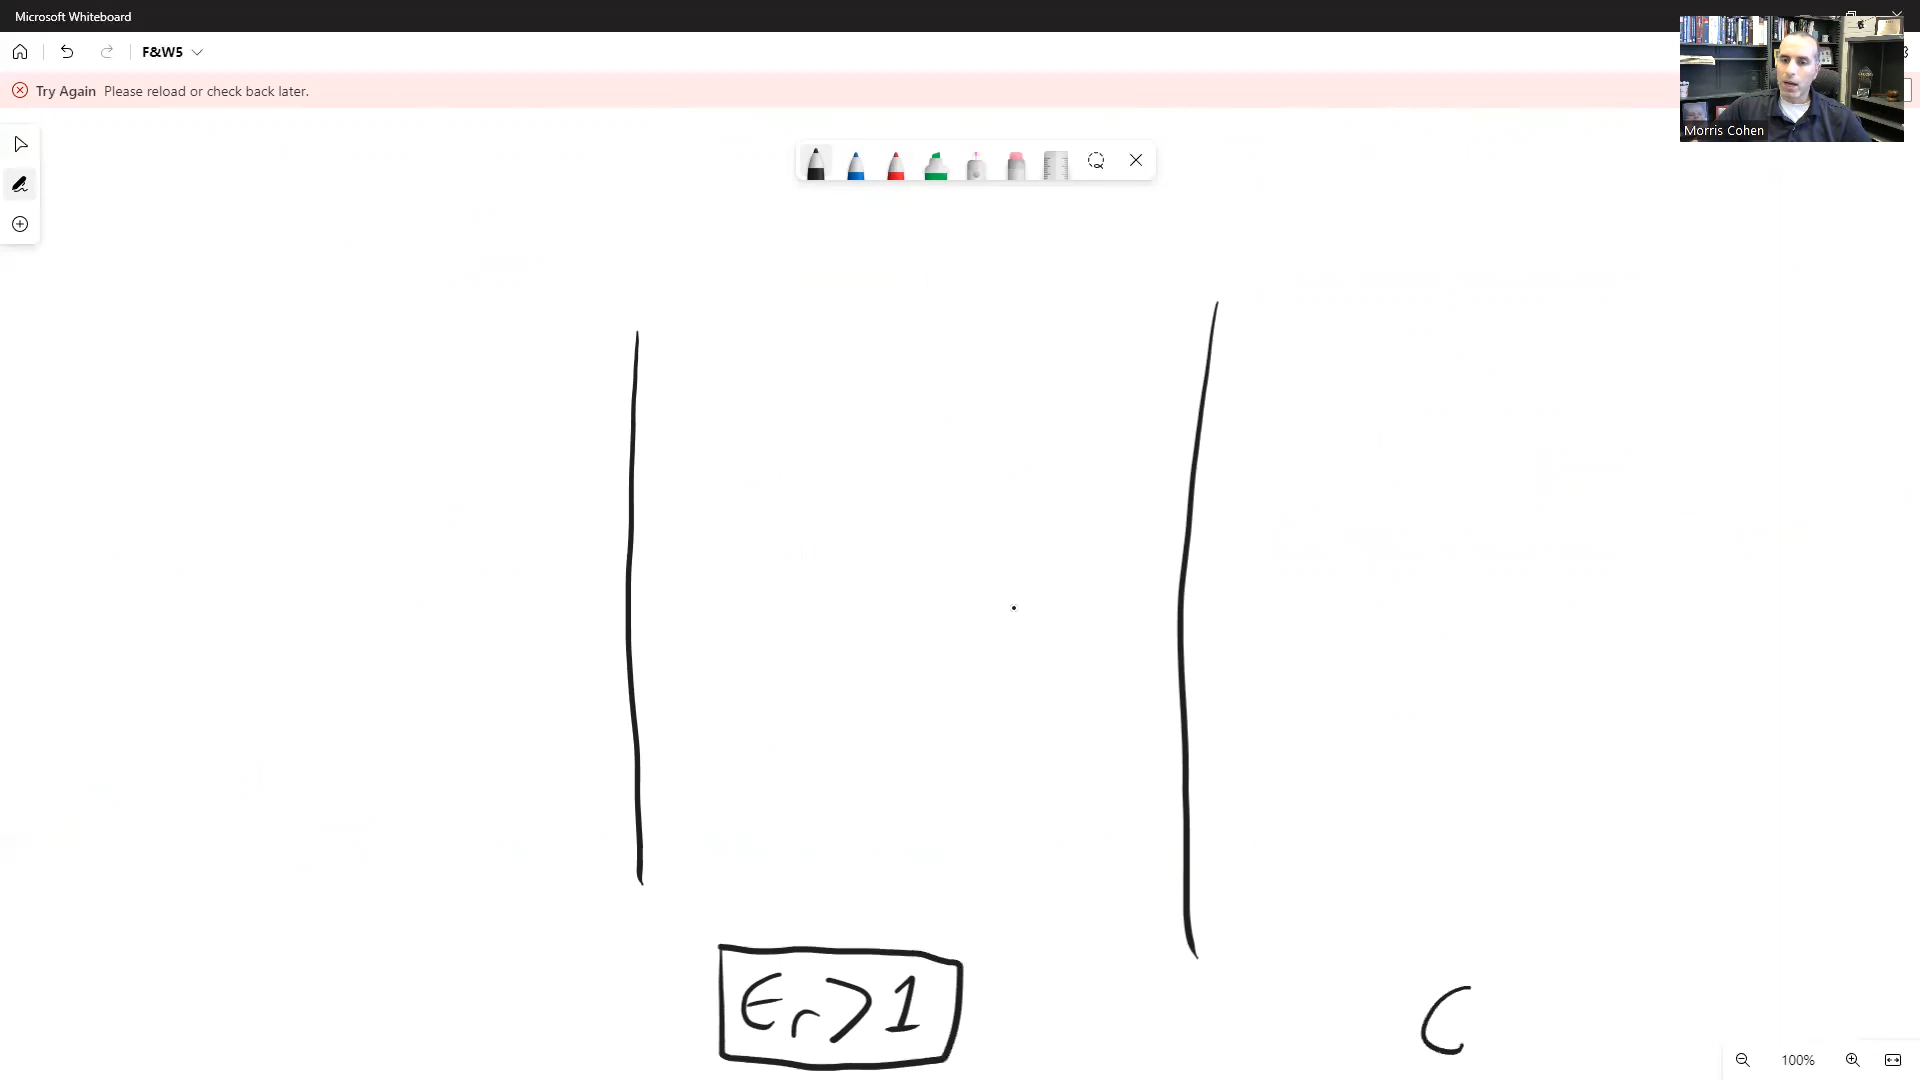 Microsoft Whiteboard
F&W5
Try Again Please reload or check back later.
Morris Cohen
ϵr>1
C
100%